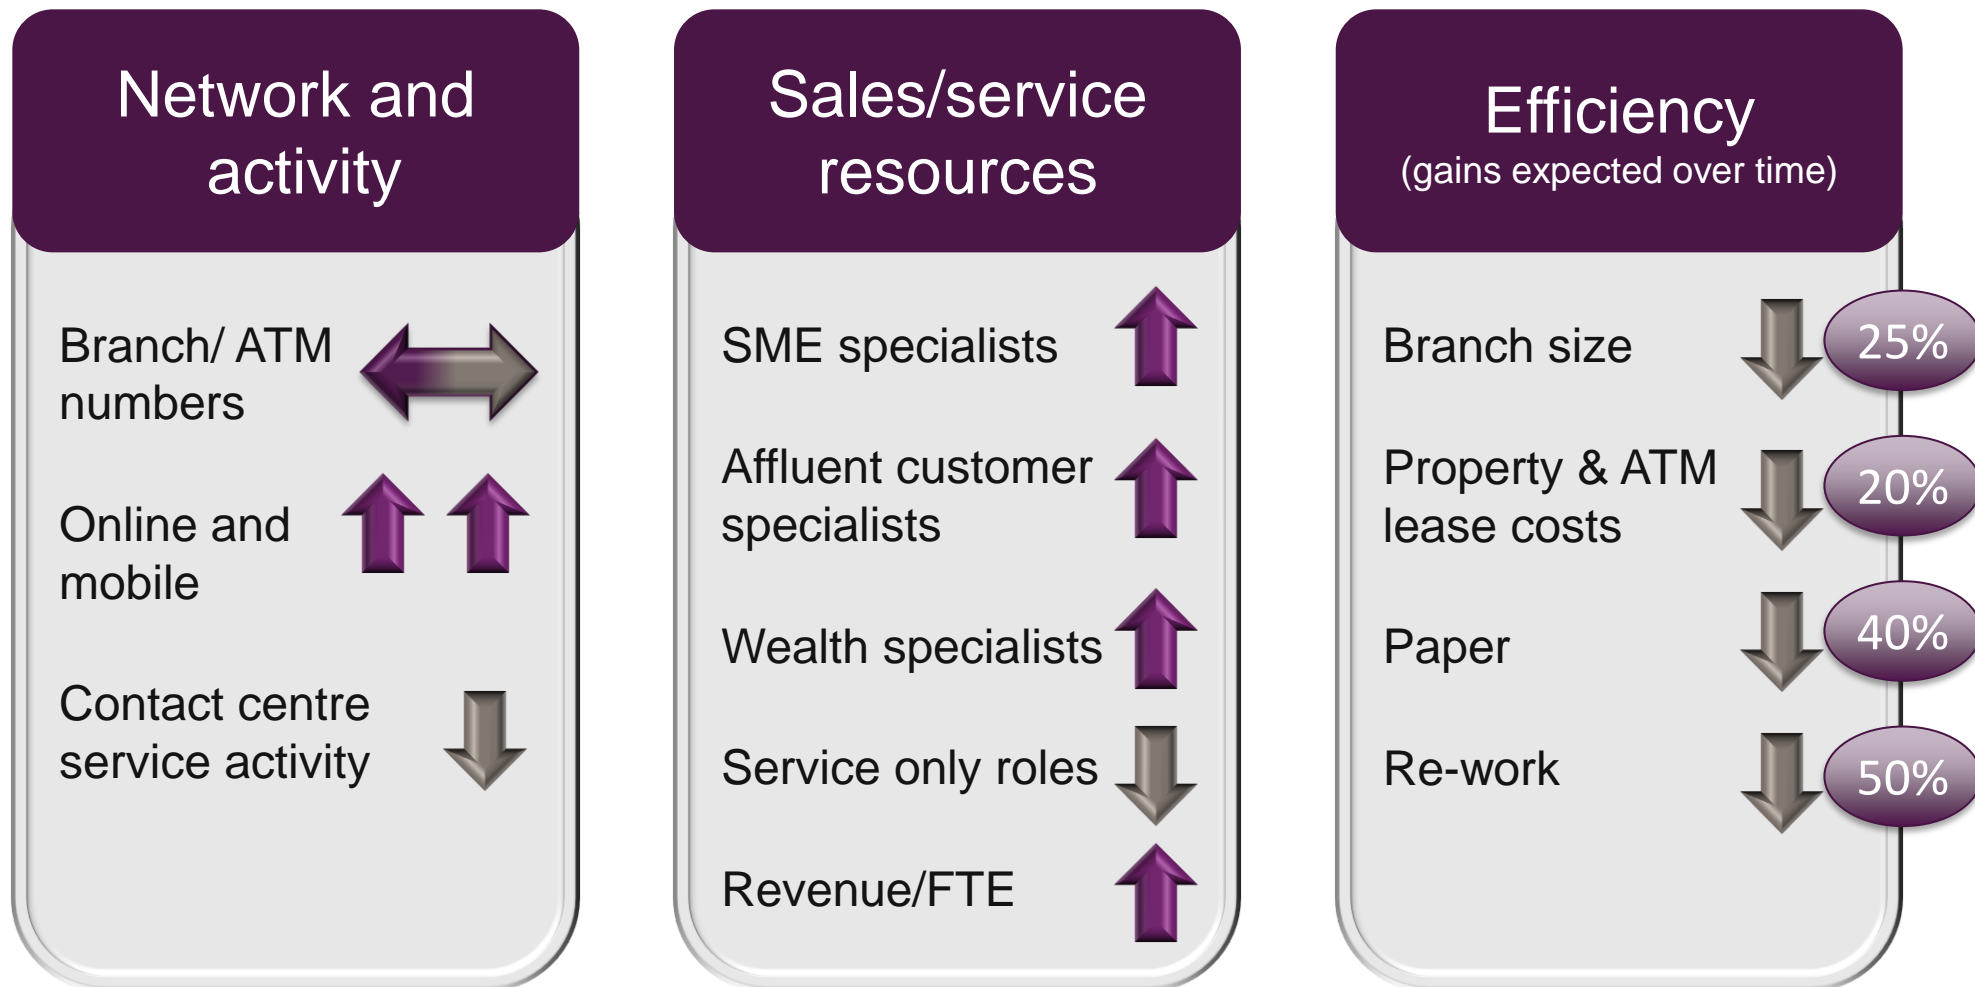 Network and
activity
Branch/ ATM
numbers
Online and
mobile
Contact centre
service activity
Sales/service
resources
SME specialists
Affluent customer
specialists
Wealth specialists
Service only roles
Revenue/FTE
Efficiency
(gains expected over time)
Branch size
25%
Property & ATM
lease costs
20%
Paper
40%
Re-work
50%